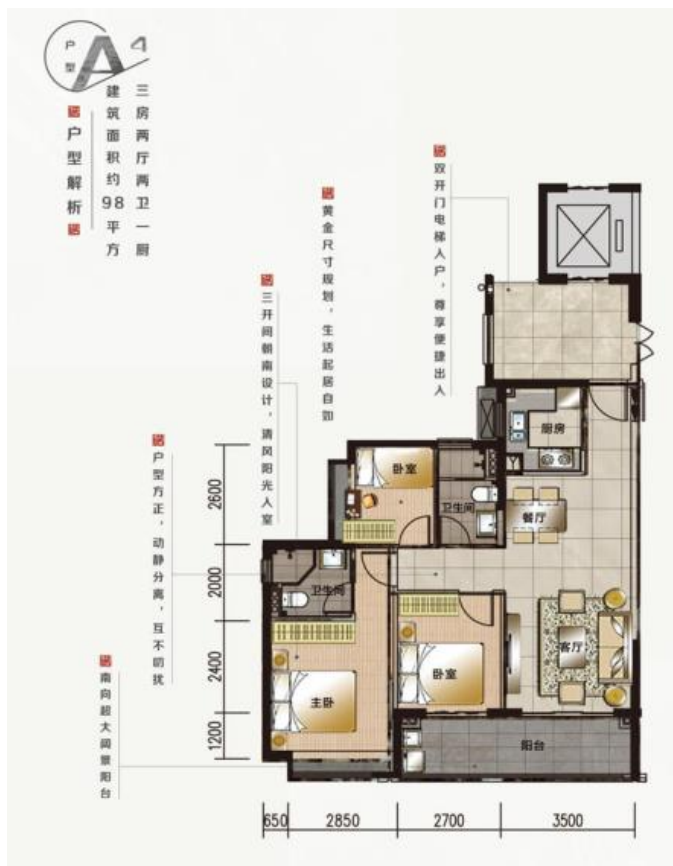 户型
A4
三房两厅两卫一厨
建筑面积约98平方
户型解析
双开门电梯入户，尊享便捷出入
黄金尺寸规划，生活起居自如
三开间朝南设计，清风阳光入室
户型方正，动静分离，互不叨扰
南向超大阔景阳台
厨房
卧室
卫生间
餐厅
卫生间
客厅
卧室
主卧
阳台
2600
2000
2400
1200
650 2850 2700 3500